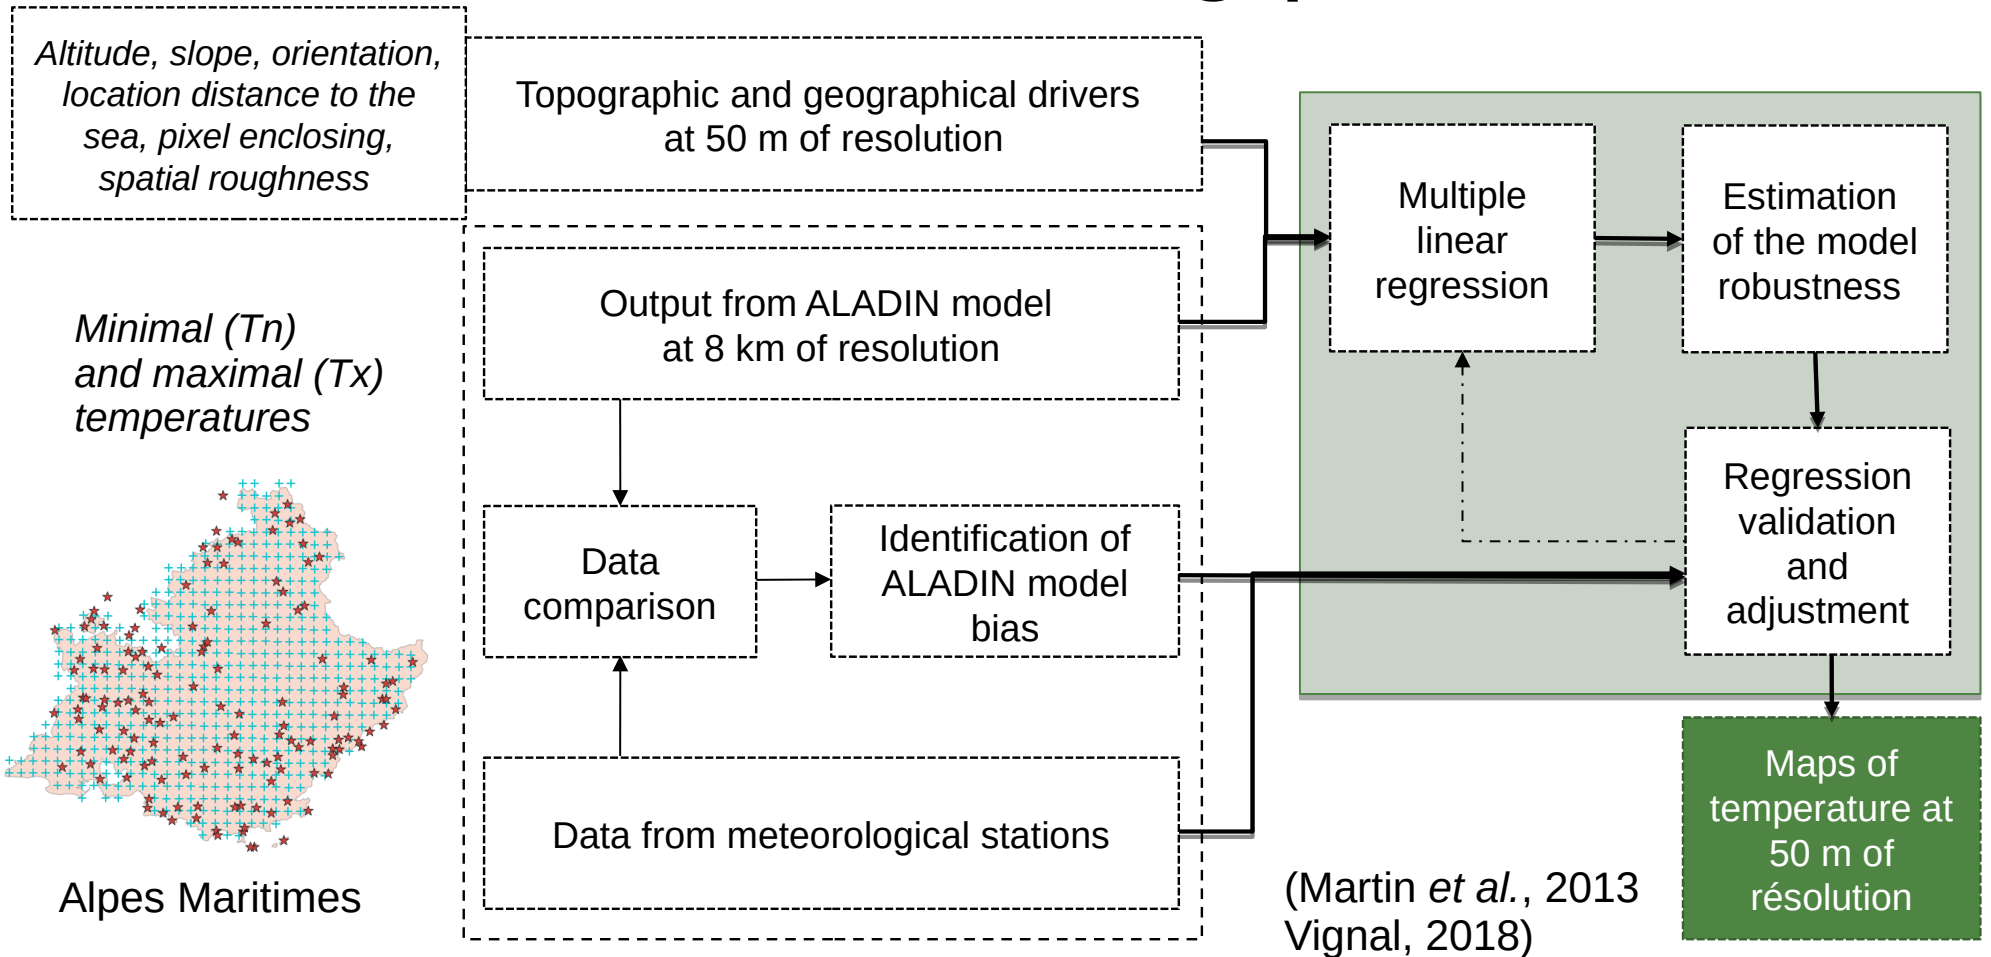 Altitude, slope, orientation,
location distance to the
sea, pixel enclosing,
spatial roughness
Topographic and geographical drivers
at 50 m of resolution
Minimal (Tn)
and maximal (Tx)
temperatures
Output from ALADIN model
at 8 km of resolution
Data
comparison
Identification of
ALADIN model
bias
Data from meteorological stations
Alpes Maritimes
Multiple
linear
regression
Estimation
of the model
robustness
Regression
validation
and
adjustment
Maps of
temperature at
50 m of
résolution
(Martin et al., 2013
Vignal, 2018)